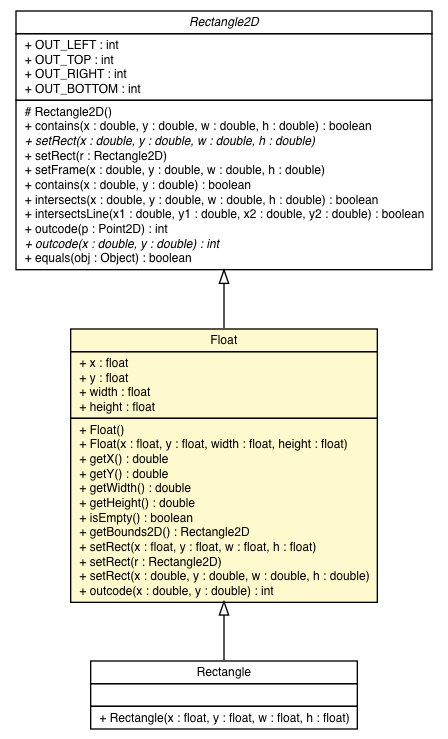 Rectangle2D
+ OUT_LEFT : int
+ OUT_TOP : int
+ OUT_RIGHT : int
+ OUT_BOTTOM : int
# Rectangle2D()
+ contains(x : double, y : double, w : double, h : double) : boolean
+ setRect(x : double, y : double, w : double, h : double)
+ setRect(r : Rectangle2D)
+ setFrame(x : double, y : double, w : double, h : double)
+ contains(x : double, y : double) : boolean
+ intersects(x : double, y : double, w : double, h : double) : boolean
+ intersectsLine(x1 : double, y1 : double, x2 : double, y2 : double) : boolean
+ outcode(p : Point2D) : int
+ outcode(x : double, y : double) : int
+ equals(obj : Object) : boolean
Float
+ x : float
+ y : float
+ width : float
+ height : float
+ Float()
+ Float(x : float, y : float, width : float, height : float)
+ getX() : double
+ getY() : double
+ getWidth() : double
+ getHeight() : double
+ isEmpty() : boolean
+ getBounds2D() : Rectangle2D
+ setRect(x : float, y : float, w : float, h : float)
+ setRect(r : Rectangle2D)
+ setRect(x : double, y : double, w : double, h : double)
+ outcode(x : double, y : double) : int
Rectangle
+ Rectangle(x : float, y : float, w : float, h : float)